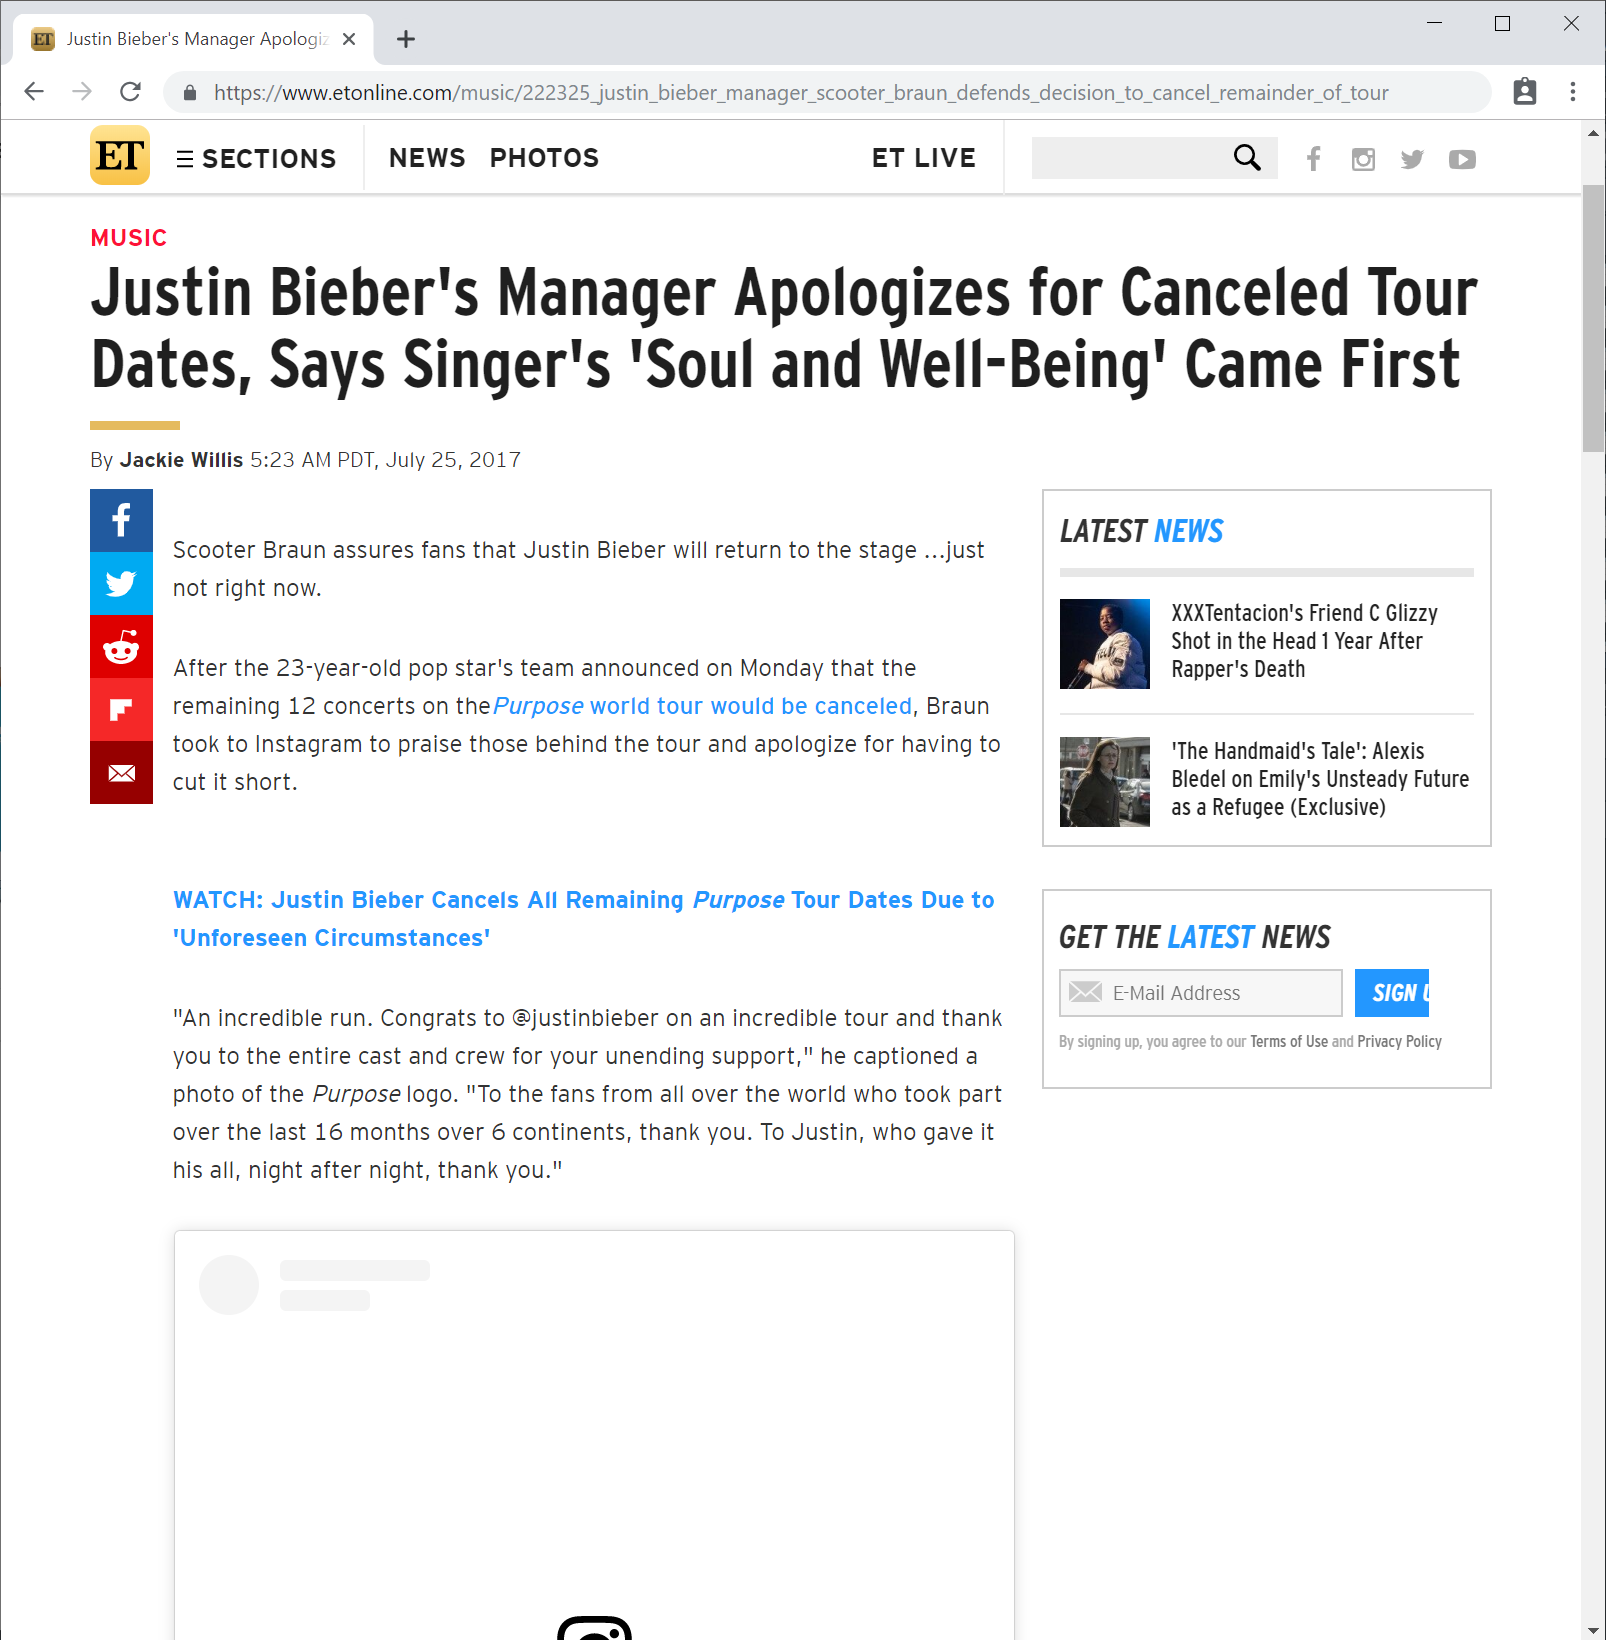 ET Justin Bieber's Manager Apologiz
https://www.etonline.com/music/222325_justin_bieber_manager_scooter_braun_defends_decision_to_cancel_remainder_of_tour
ET SECTIONS NEWS PHOTOS ET LIVE
MUSIC
Justin Bieber's Manager Apologizes for Canceled Tour
Dates, Says Singer's 'Soul and Well-Being' Came First
By Jackie Willis 5:23 AM PDT, July 25, 2017
Scooter Braun assures fans that Justin Bieber will return to the stage ...just
not right now.
After the 23-year-old pop star's team announced on Monday that the
remaining 12 concerts on thePurpose world tour would be canceled, Braun
took to Instagram to praise those behind the tour and apologize for having to
cut it short.
WATCH: Justin Bieber Cancels All Remaining Purpose Tour Dates Due to
'Unforeseen Circumstances'
"An incredible run. Congrats to @justinbieber on an incredible tour and thank
you to the entire cast and crew for your unending support," he captioned a
photo of the Purpose logo. "To the fans from all over the world who took part
over the last 16 months over 6 continents, thank you. To Justin, who gave it
his all, night after night, thank you."
LATEST NEWS
XXXTentacion's Friend C Glizzy
Shot in the Head 1 Year After
Rapper's Death
'The Handmaid's Tale': Alexis
Bledel on Emily's Unsteady Future
as a Refugee (Exclusive)
GET THE LATEST NEWS
E-Mail Address
SIGN U
By signing up, you agree to our Terms of Use and Privacy Policy